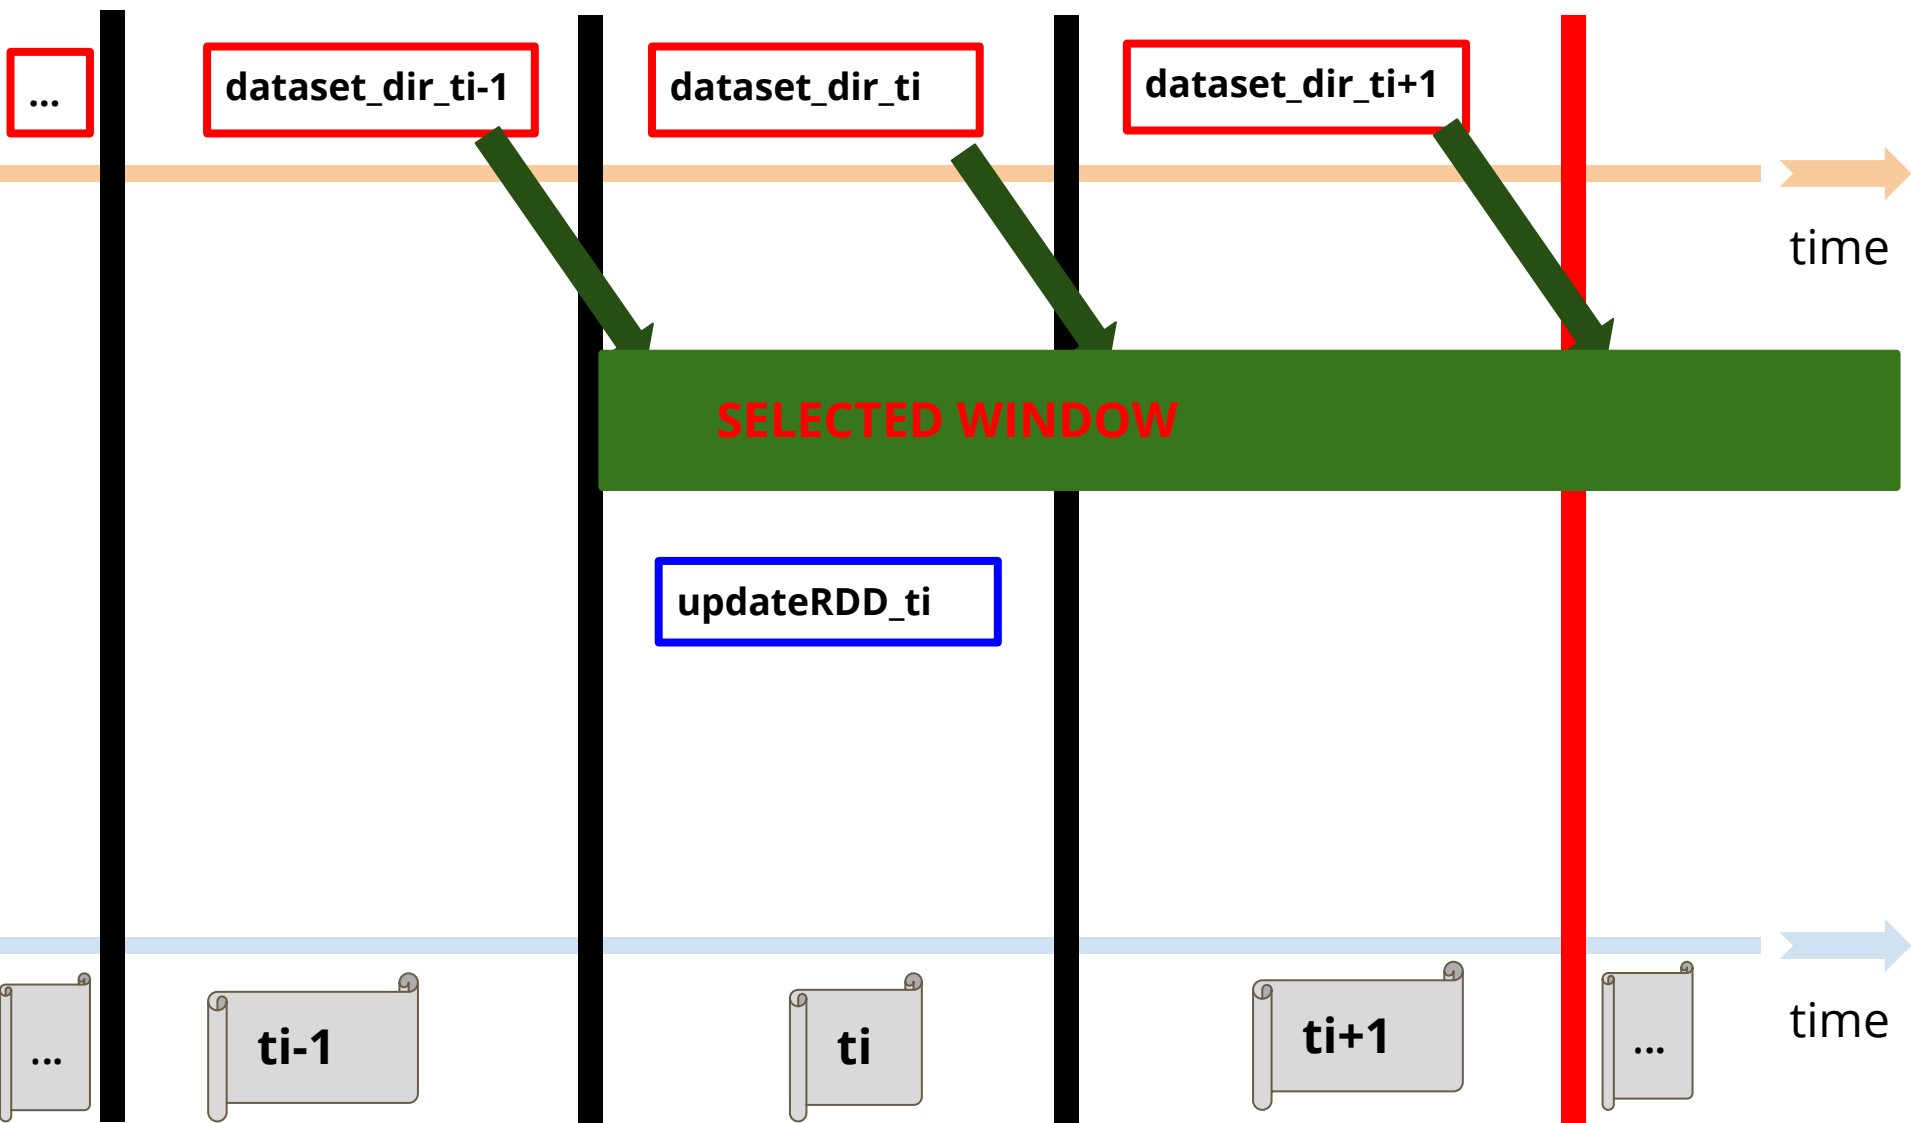 ...
dataset_dir_ti-1
dataset_dir_ti
dataset_dir_ti+1
time
SELECTED WINDOW
updateRDD_ti
time
...
ti-1
ti
ti+1
...